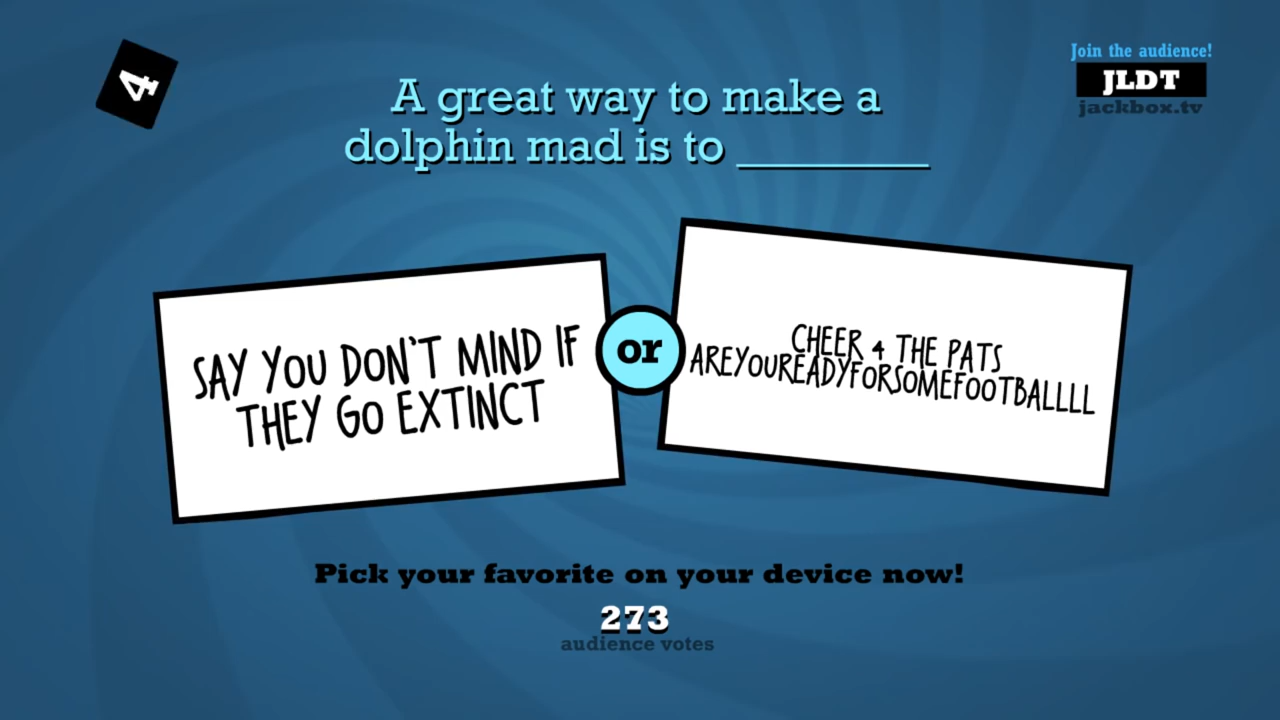 4
Join the audience!
JLDT
jackbox.tv
A great way to make a
dolphin mad is to _________
SAY YOU DON'T MIND IF
THEY GO EXTINCT
or
CHEER 4 THE PATS
AREYOUREADYFORSOMEFOOTBALLLL
Pick your favorite on your device now!
273
audience votes